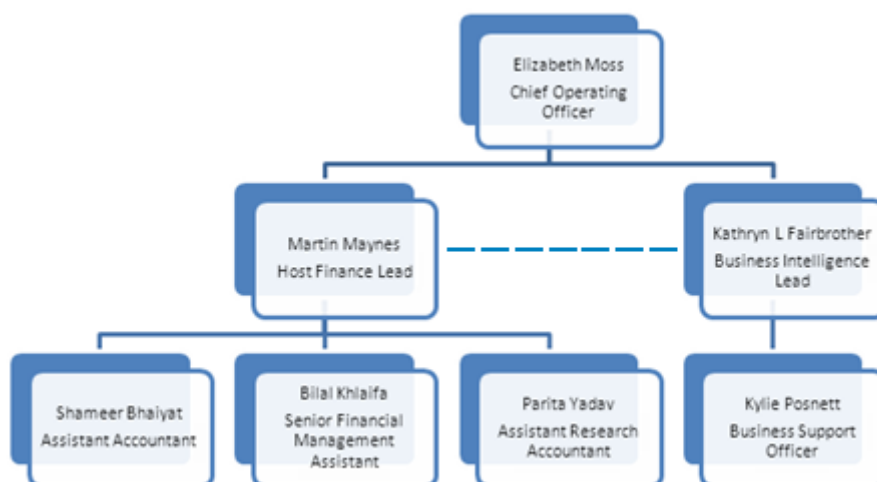 Elizabeth Moss
Chief Operating
Officer
Martin Maynes
Host Finance Lead
Kathryn L Fairbrother
Business Intelligence
Lead
Shameer Bhaiyat
Assistant Accountant
Bilal Khlaifa
Senior Financial
Management
Assistant
Parita Yadav
Assistant Research
Accountant
Kylie Posnett
Business Support
Officer